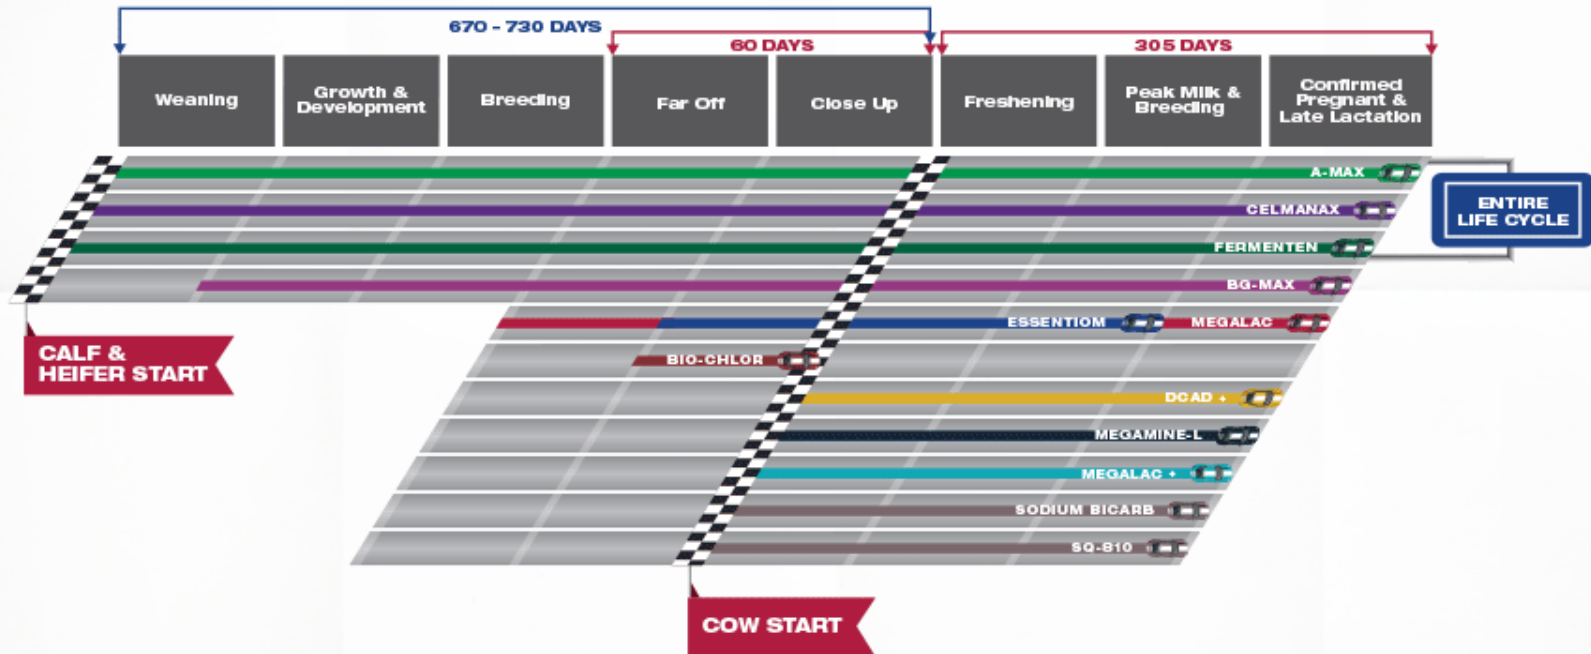 670 - 730 DAYS
60 DAYS
305 DAYS
Weaning
Growth &
Development
Breeding
Far Off
Close Up
Freshening
Peak Milk &
Breeding
Confirmed
Pregnant &
Late Lactation
A-MAX
CELMANAX
ENTIRE
LIFE CYCLE
FERMENTEN
BG-MAX
ESSENTIOM
MEGALAC
CALF &
HEIFER START
BIO-CHLOR
DCAD +
MEGAMINE-L
MEGALAC +
SODIUM BICARB
SQ-810
COW START